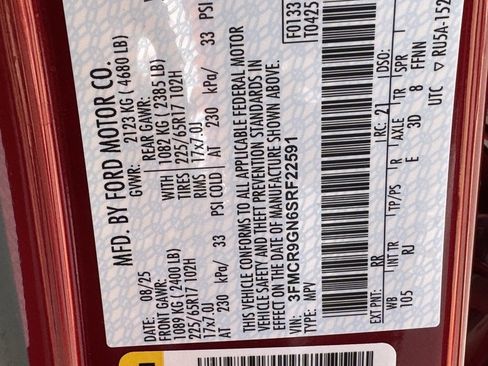 MFD. BY FORD MOTOR CO.
DATE: 08/25 GVWR: 2123 KG ( 4680 LB)
FRONT GAWR: REAR GAWR:
1089 KG ( 2400 LB) WITH 1082 KG ( 2385 LB)
225/65R17 102H TIRES 225/65R17 102H
17x7.0J RIMS 17x7.0J
AT 230 kPa/ 33 PSI COLD AT 230 kPa/ 33 PSI
THIS VEHICLE CONFORMS TO ALL APPLICABLE FEDERAL MOTOR
VEHICLE SAFETY AND THEFT PREVENTION STANDARDS IN
EFFECT ON THE DATE OF MANUFACTURE SHOWN ABOVE.
VIN: 3FMCR9GN6SRF22591
TYPE: MPV
F0133
T0425
EXT PNT: RR RC: 21 DSO:
WB INT TR TP/PS R AXLE TR SPR
105 RJ E 3D 8 FFNN
UTC ▽ RU5A-152